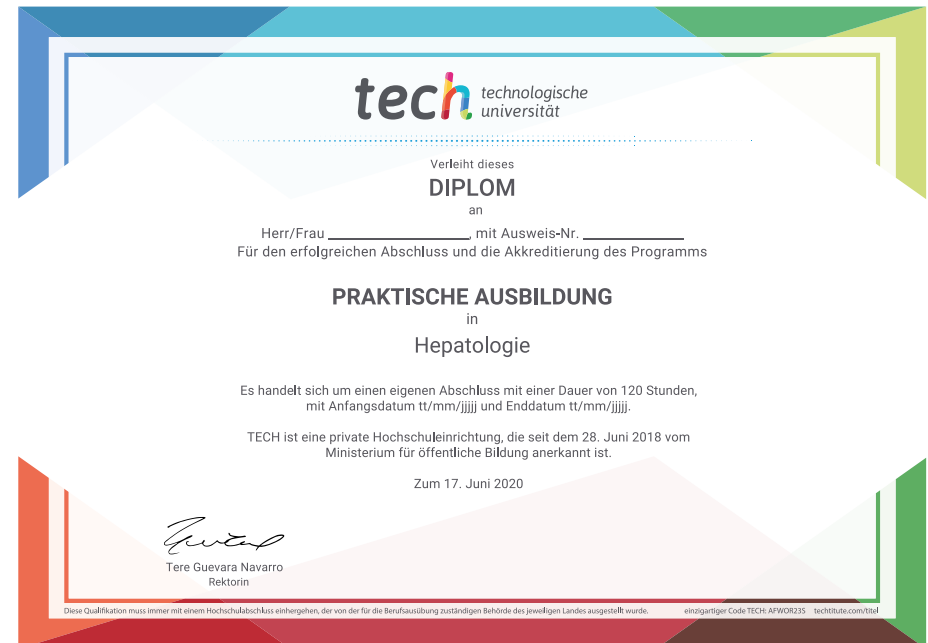 tech technologische
universität
Verleiht dieses
DIPLOM
an
Herr/Frau ____________________, mit Ausweis-Nr. ______________
Für den erfolgreichen Abschluss und die Akkreditierung des Programms
PRAKTISCHE AUSBILDUNG
in
Hepatologie
Es handelt sich um einen eigenen Abschluss mit einer Dauer von 120 Stunden,
mit Anfangsdatum tt/mm/jjjjj und Enddatum tt/mm/jjjjj.
TECH ist eine private Hochschuleinrichtung, die seit dem 28. Juni 2018 vom
Ministerium für öffentliche Bildung anerkannt ist.
Zum 17. Juni 2020
Tere Guevara Navarro
Rektorin
Diese Qualifikation muss immer mit einem Hochschulabschluss einhergehen, der von der für die Berufsausübung zuständigen Behörde des jeweiligen Landes ausgestellt wurde. einzigartiger Code TECH: AFWOR235 techtitute.com/titel